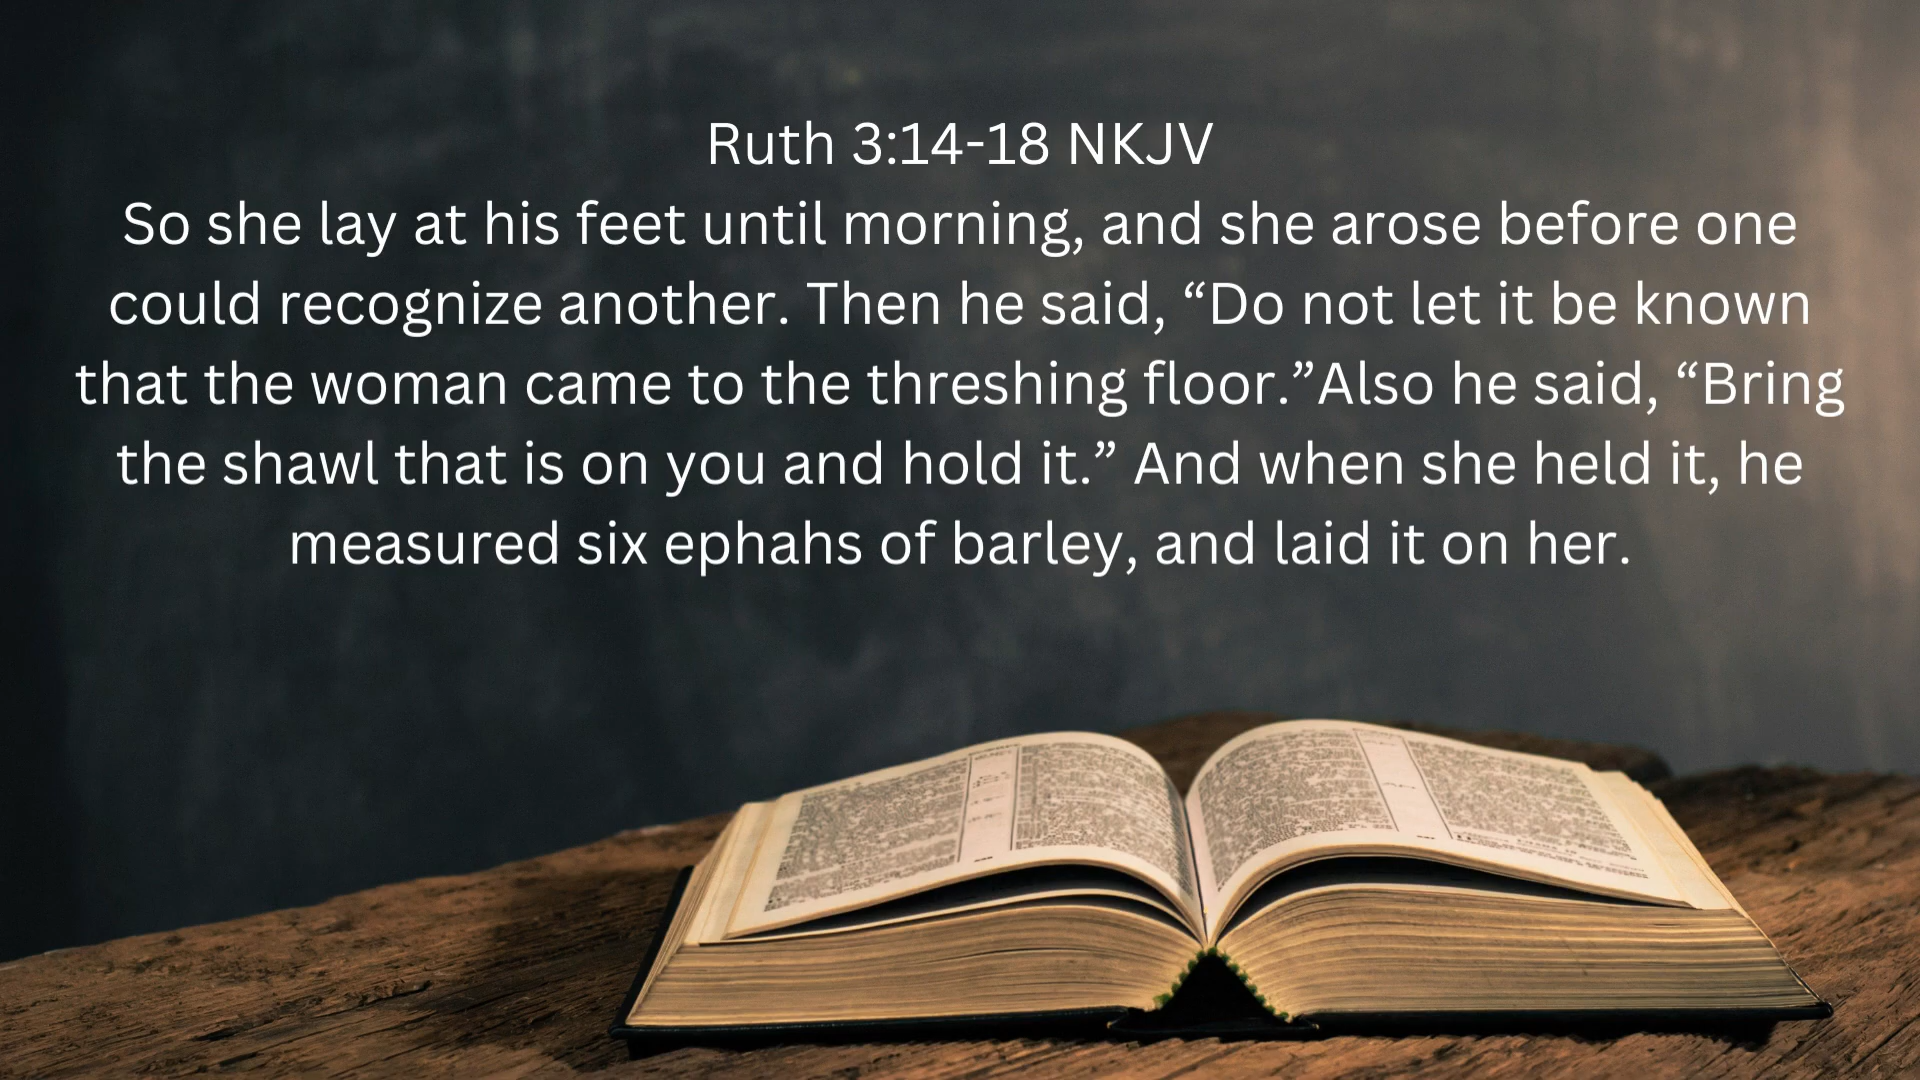 Ruth 3:14-18 NKJV
So she lay at his feet until morning, and she arose before one
could recognize another. Then he said, “Do not let it be known
that the woman came to the threshing floor.”Also he said, “Bring
the shawl that is on you and hold it.” And when she held it, he
measured six ephahs of barley, and laid it on her.